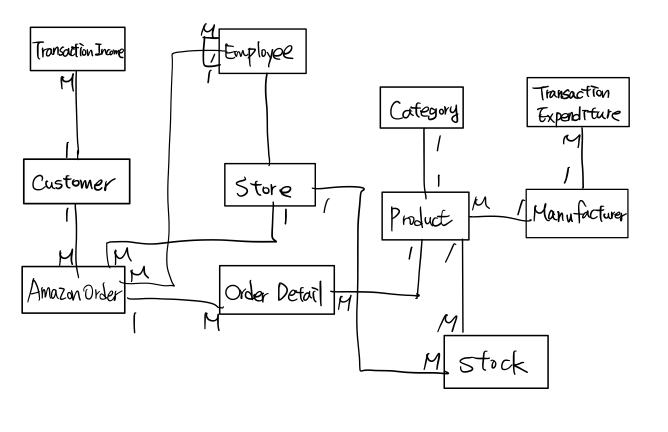 M
Transaction Income
Employee
M
1
1
Category
Transaction
Expenditure
1
M
1
1
1
Customer
Store
1
1
1
Product
M
1
Manufacturer
M
M
M
1
1
Amazon Order
Order Detail
M
1
M
M
M
Stock